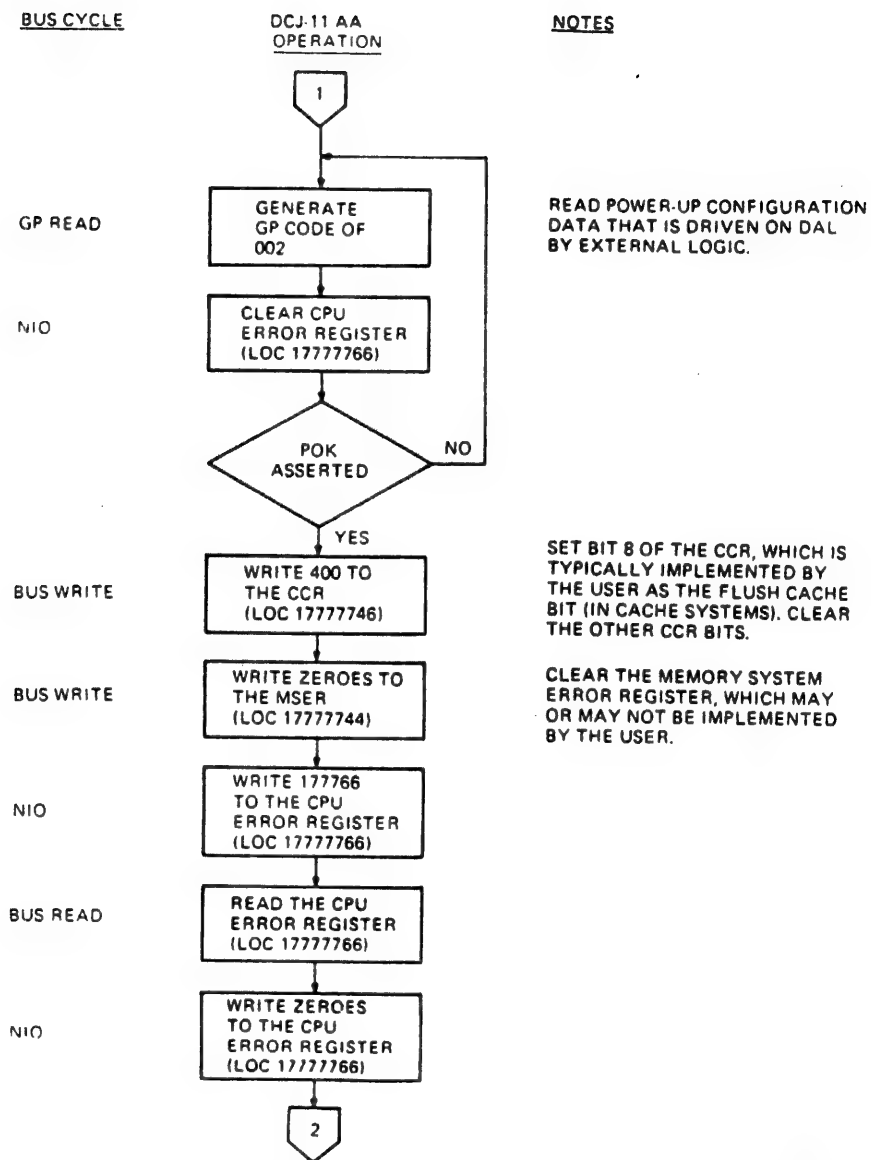 BUS CYCLE
DCJ-11 AA
OPERATION
NOTES
1
GP READ
GENERATE
GP CODE OF
002
READ POWER-UP CONFIGURATION
DATA THAT IS DRIVEN ON DAL
BY EXTERNAL LOGIC.
NIO
CLEAR CPU
ERROR REGISTER
(LOC 17777766)
POK
ASSERTED
NO
YES
BUS WRITE
WRITE 400 TO
THE CCR
(LOC 17777746)
SET BIT 8 OF THE CCR, WHICH IS
TYPICALLY IMPLEMENTED BY
THE USER AS THE FLUSH CACHE
BIT (IN CACHE SYSTEMS). CLEAR
THE OTHER CCR BITS.
BUS WRITE
WRITE ZEROES TO
THE MSER
(LOC 17777744)
CLEAR THE MEMORY SYSTEM
ERROR REGISTER, WHICH MAY
OR MAY NOT BE IMPLEMENTED
BY THE USER.
NIO
WRITE 177766
TO THE CPU
ERROR REGISTER
(LOC 17777766)
BUS READ
READ THE CPU
ERROR REGISTER
(LOC 17777766)
NIO
WRITE ZEROES
TO THE CPU
ERROR REGISTER
(LOC 17777766)
2